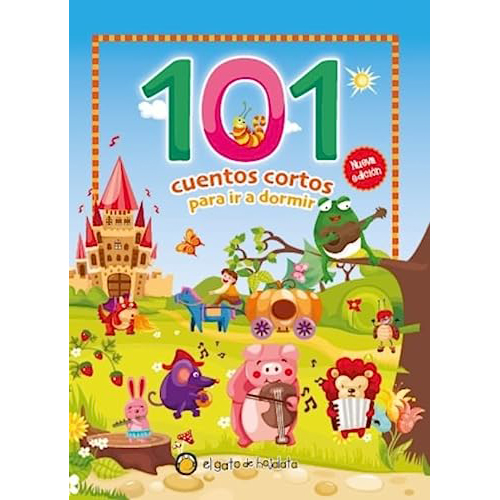 101
cuentos cortos
para ir a dormir
Nueva
edición
el gato de hojalata